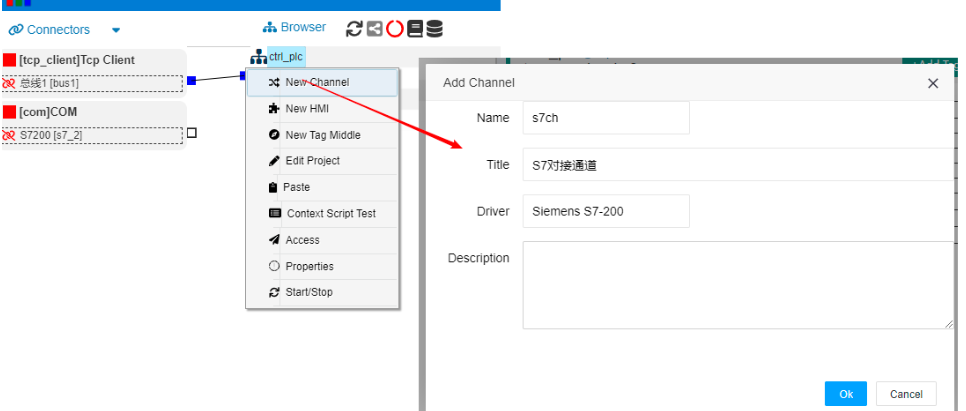 Connectors
Browser
[tcp_client]Tcp Client
总线1 [bus1]
[com]COM
S7200 [s7_2]
ctrl_plc
New Channel
New HMI
New Tag Middle
Edit Project
Paste
Context Script Test
Access
Properties
Start/Stop
Add Channel
Name
s7ch
Title
S7对接通道
Driver
Siemens S7-200
Description
Ok
Cancel